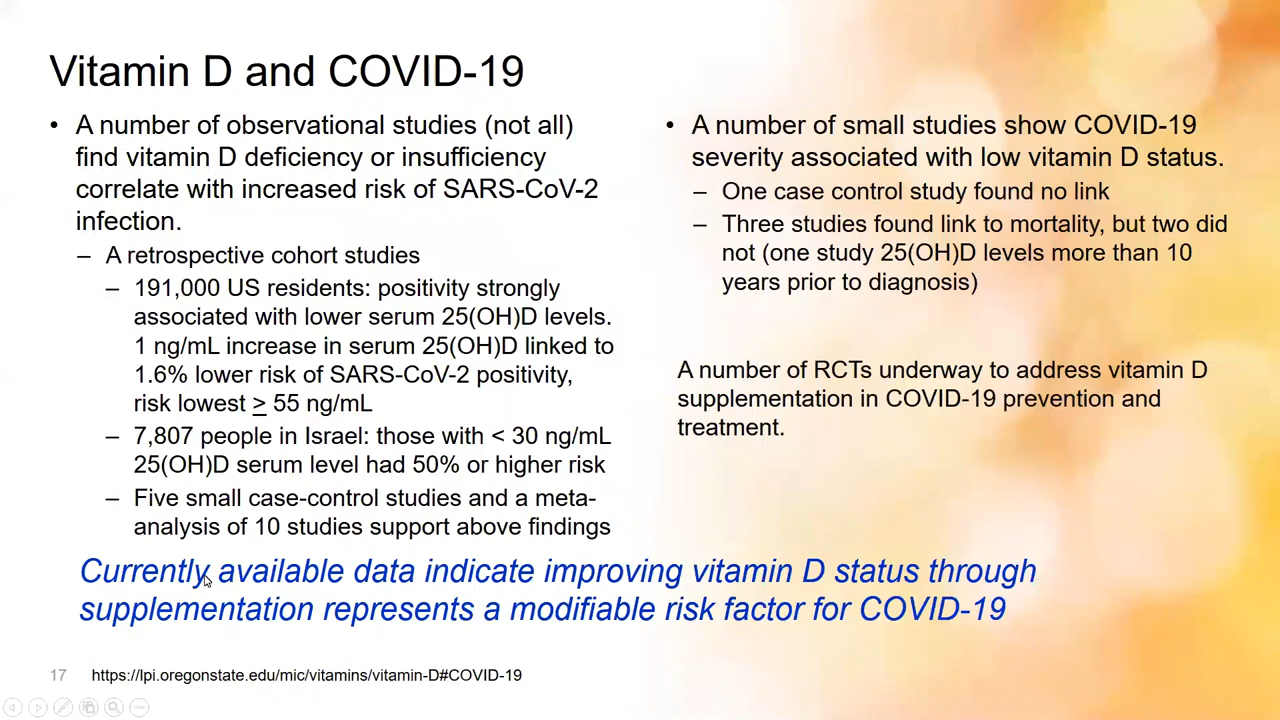 Vitamin D and COVID-19
• A number of observational studies (not all)
find vitamin D deficiency or insufficiency
correlate with increased risk of SARS-CoV-2
infection.
– A retrospective cohort studies
– 191,000 US residents: positivity strongly
associated with lower serum 25(OH)D levels.
1 ng/mL increase in serum 25(OH)D linked to
1.6% lower risk of SARS-CoV-2 positivity,
risk lowest ≥ 55 ng/mL
– 7,807 people in Israel: those with < 30 ng/mL
25(OH)D serum level had 50% or higher risk
– Five small case-control studies and a meta-
analysis of 10 studies support above findings
• A number of small studies show COVID-19
severity associated with low vitamin D status.
– One case control study found no link
– Three studies found link to mortality, but two did
not (one study 25(OH)D levels more than 10
years prior to diagnosis)
A number of RCTs underway to address vitamin D
supplementation in COVID-19 prevention and
treatment.
Currently available data indicate improving vitamin D status through
supplementation represents a modifiable risk factor for COVID-19
17 https://lpi.oregonstate.edu/mic/vitamins/vitamin-D#COVID-19